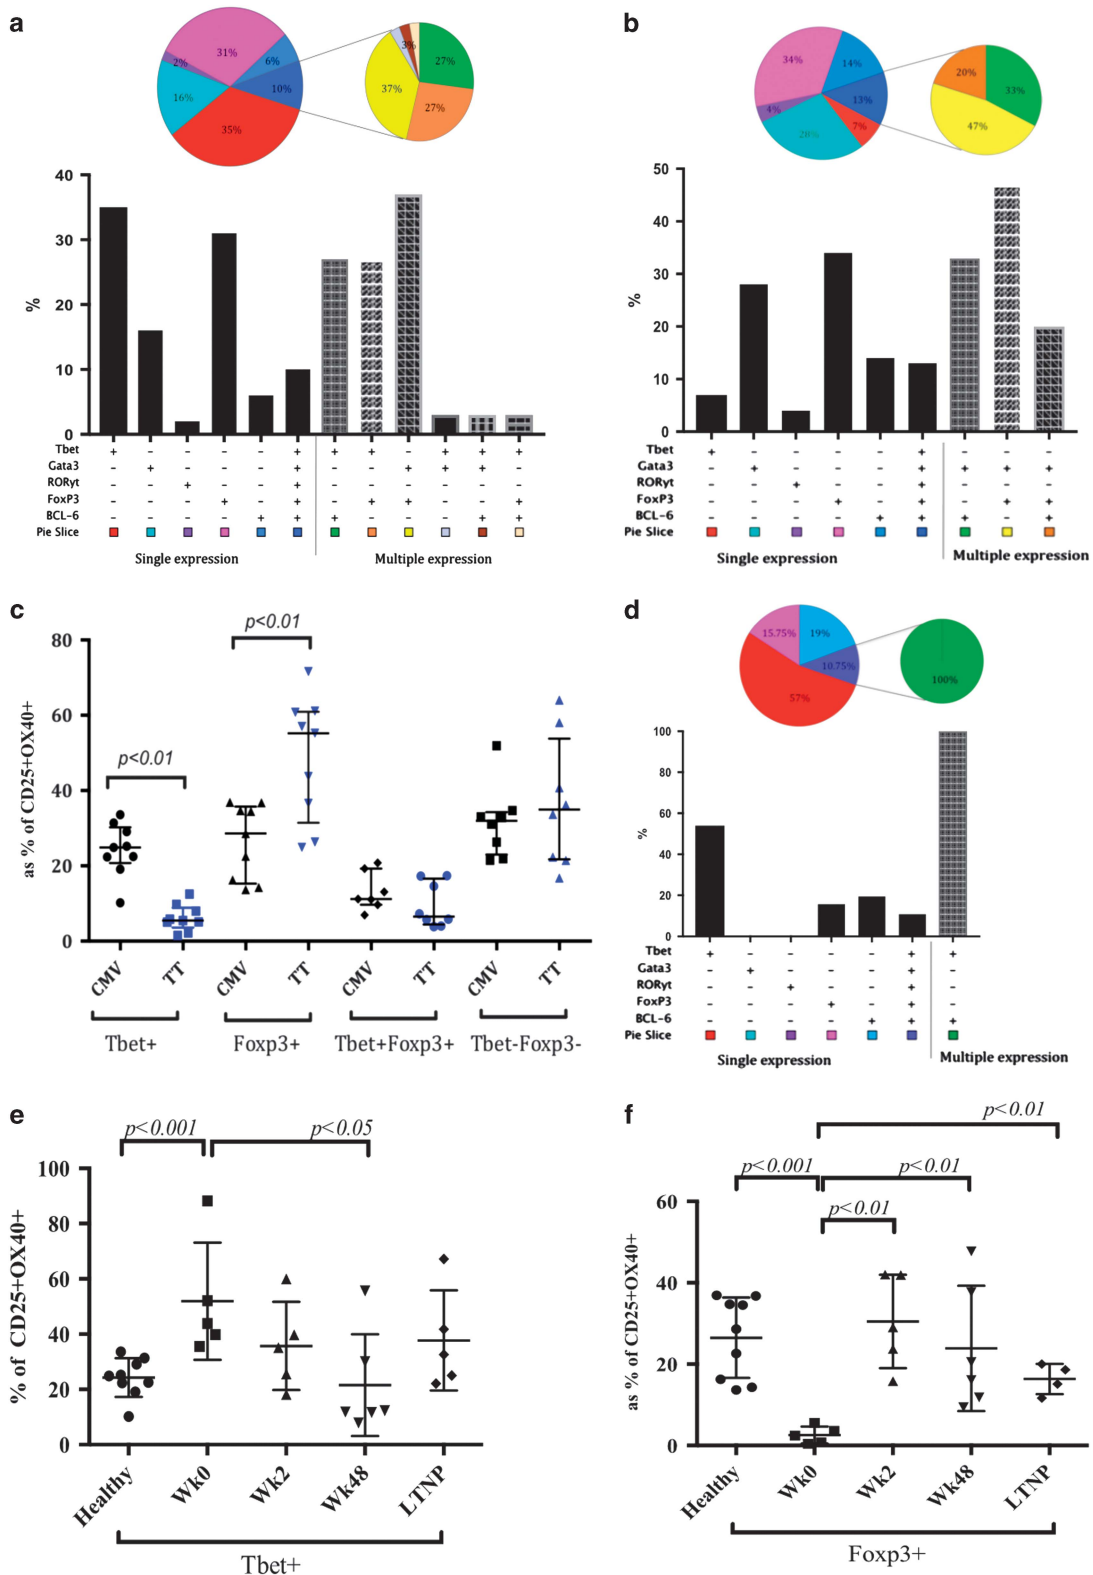 a
31%
6%
2%
10%
16%
35%
3%
27%
37%
27%
40
30
20
10
0
%
Tbet + - - - - + + + - + - +
Gata3 - + - - - + - - + + + -
RORyt - - + - - + - - - - - -
FoxP3 - - - + - + - + + - - +
BCL-6 - - - - + + + - - - + +
Pie Slice
Single expression
Multiple expression
b
34%
14%
13%
4%
7%
28%
20%
33%
47%
50
40
30
20
10
0
%
Tbet + - - - - + - - -
Gata3 - + - - - + + + +
RORyt - - + - - + - - -
FoxP3 - - - + - + - + +
BCL-6 - - - - + + + - +
Pie Slice
Single expression
Multiple expression
c
80
60
40
20
0
as % of CD25+OX40+
p<0.01
p<0.01
CMV TT CMV TT CMV TT CMV TT
Tbet+ Foxp3+ Tbet+Foxp3+ Tbet-Foxp3-
d
15.75%
19%
10.75%
57%
100%
100
80
60
40
20
0
%
Tbet + - - - - + +
Gata3 - + - - - + -
RORyt - - + - - + -
FoxP3 - - - + - + -
BCL-6 - - - - + + +
Pie Slice
Single expression
Multiple expression
e
p<0.001
p<0.05
100
80
60
40
20
0
% of CD25+OX40+
Healthy Wk0 Wk2 Wk48 LTNP
Tbet+
f
p<0.01
p<0.001
p<0.01
p<0.01
60
40
20
0
as % of CD25+OX40+
Healthy Wk0 Wk2 Wk48 LTNP
Foxp3+